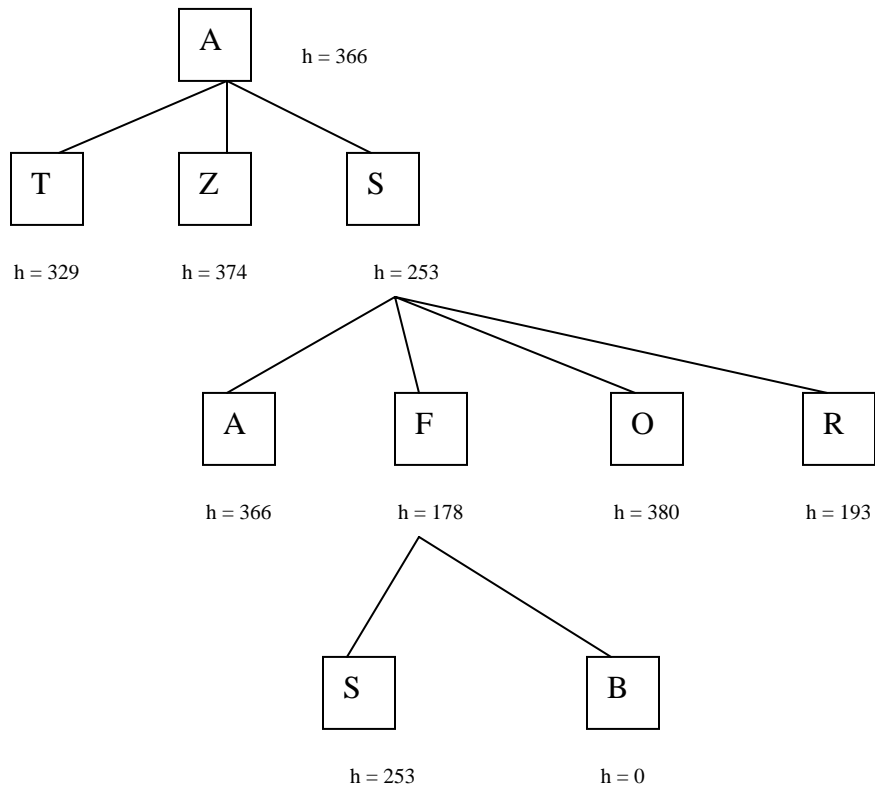 A
h = 366
T Z S
h = 329 h = 374 h = 253
A F O R
h = 366 h = 178 h = 380 h = 193
S B
h = 253 h = 0